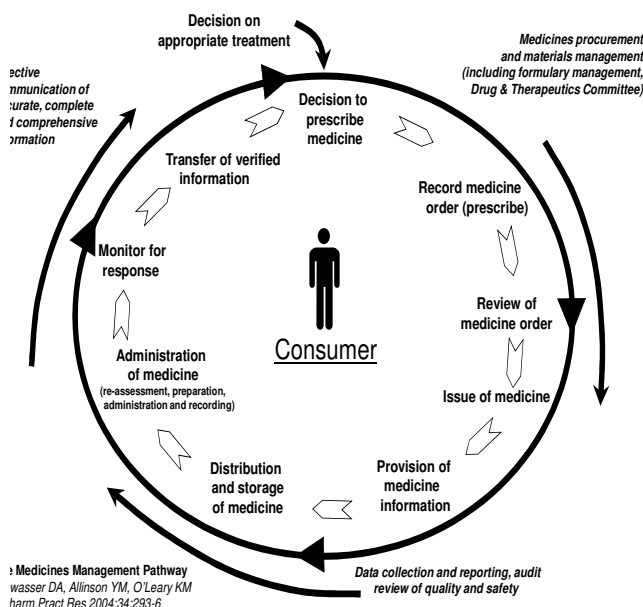 Decision on
appropriate treatment
Medicines procurement
and materials management
(including formulary management,
Drug & Therapeutics Committee)
ective
mmunication of
curate, complete
d comprehensive
ormation
Decision to
prescribe
medicine
Transfer of verified
information
Record medicine
order (prescribe)
Monitor for
response
Review of
medicine order
Consumer
Administration
of medicine
(re-assessment, preparation,
administration and recording)
Issue of medicine
Provision of
medicine
information
Distribution
and storage
of medicine
e Medicines Management Pathway
wasser DA, Allinson YM, O'Leary KM
harm Pract Res 2004;34:293-6
Data collection and reporting, audit
review of quality and safety